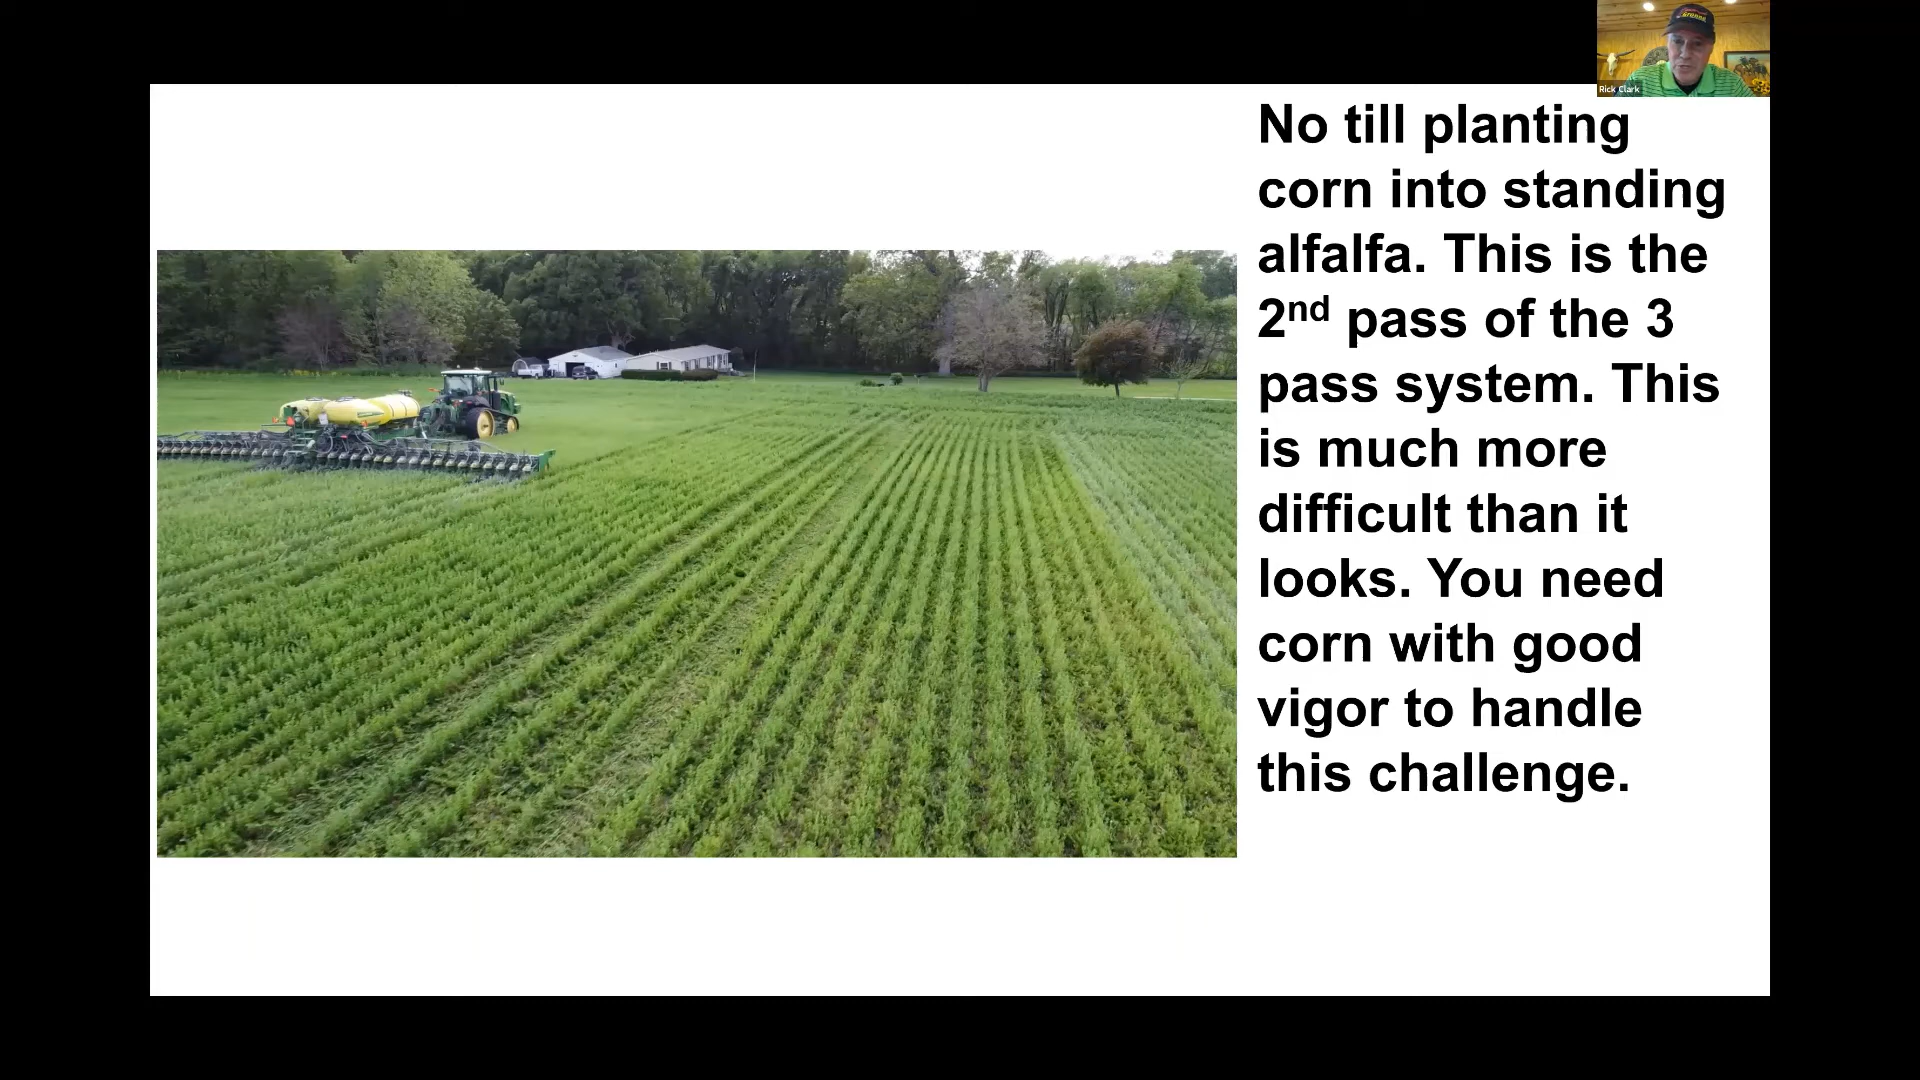 Rick Clark
No till planting
corn into standing
alfalfa. This is the
2nd pass of the 3
pass system. This
is much more
difficult than it
looks. You need
corn with good
vigor to handle
this challenge.